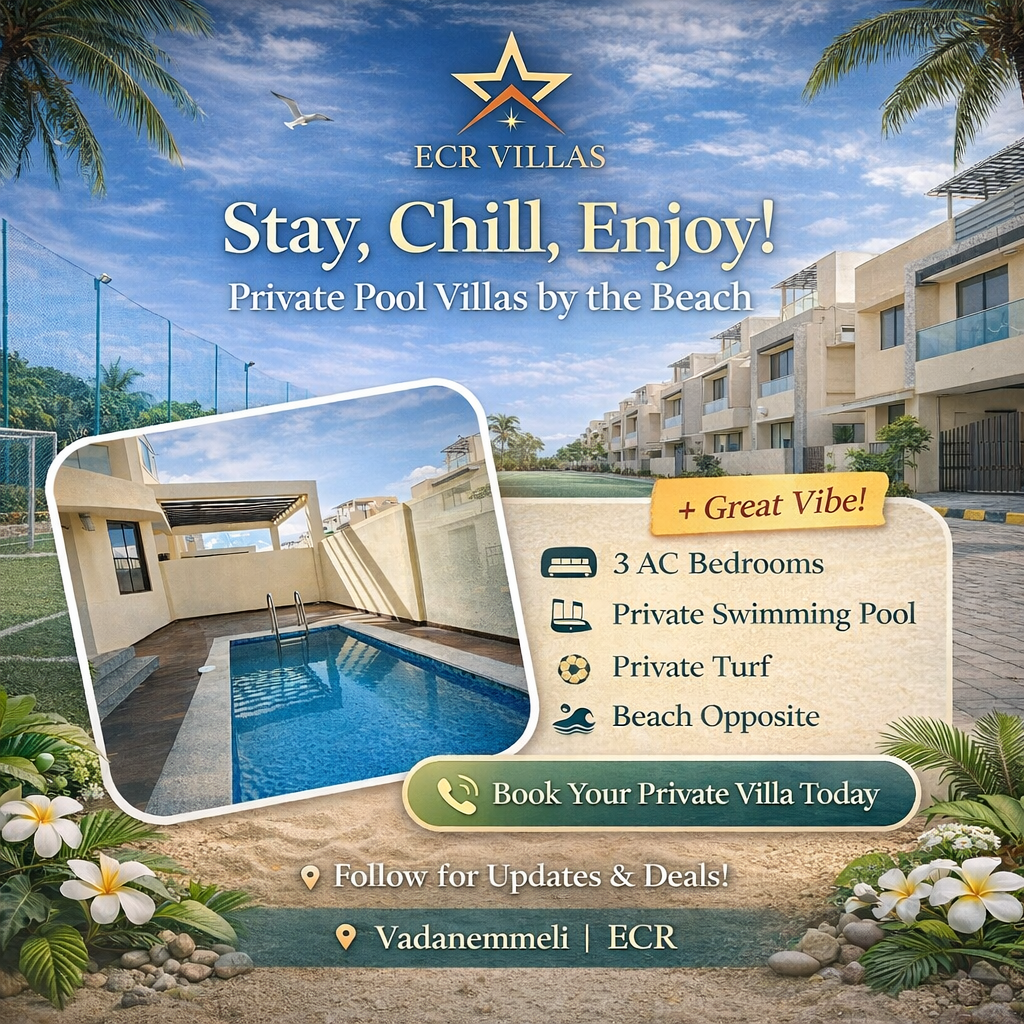 ECR VILLAS
Stay, Chill, Enjoy!
Private Pool Villas by the Beach
+ Great Vibe!
3 AC Bedrooms
Private Swimming Pool
Private Turf
Beach Opposite
Book Your Private Villa Today
Follow for Updates & Deals!
Vadanemmeli | ECR